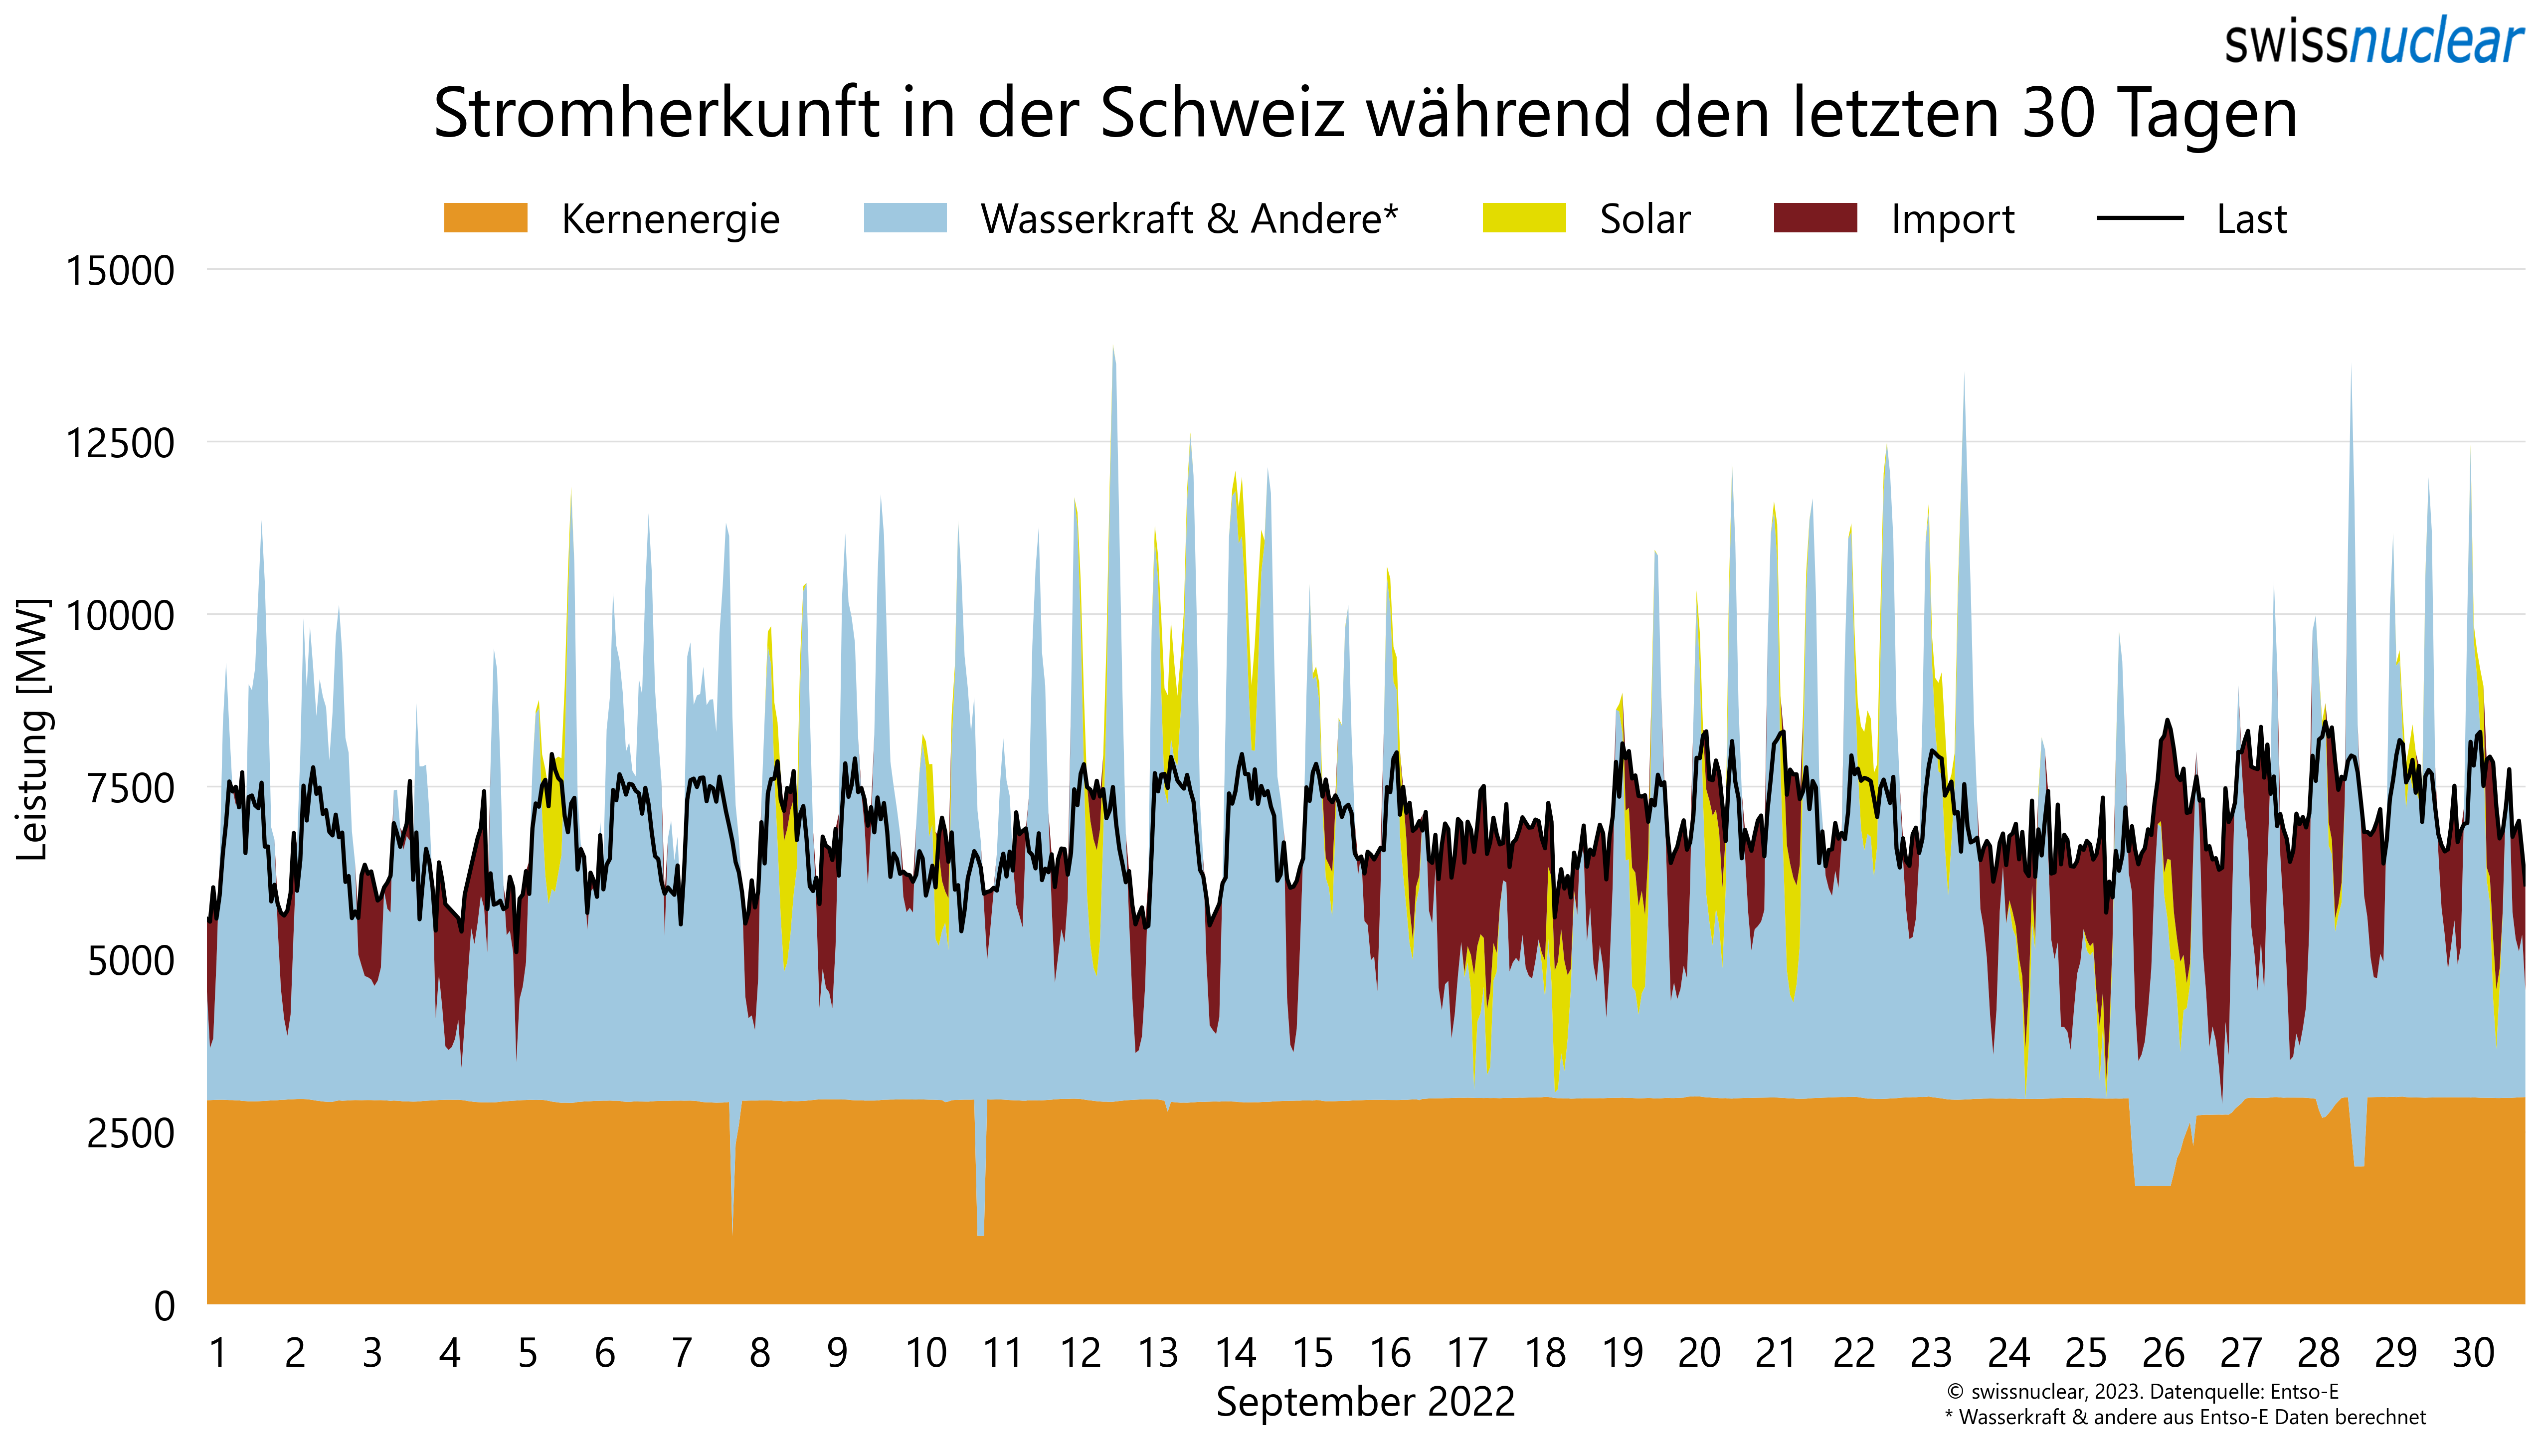 swissnuclear
Stromherkunft in der Schweiz während den letzten 30 Tagen
Kernenergie Wasserkraft & Andere* Solar Import Last
15000
12500
10000
7500
5000
2500
0
Leistung [MW]
1 2 3 4 5 6 7 8 9 10 11 12 13 14 15 16 17 18 19 20 21 22 23 24 25 26 27 28 29 30
September 2022
© swissnuclear, 2023. Datenquelle: Entso-E
* Wasserkraft & andere aus Entso-E Daten berechnet